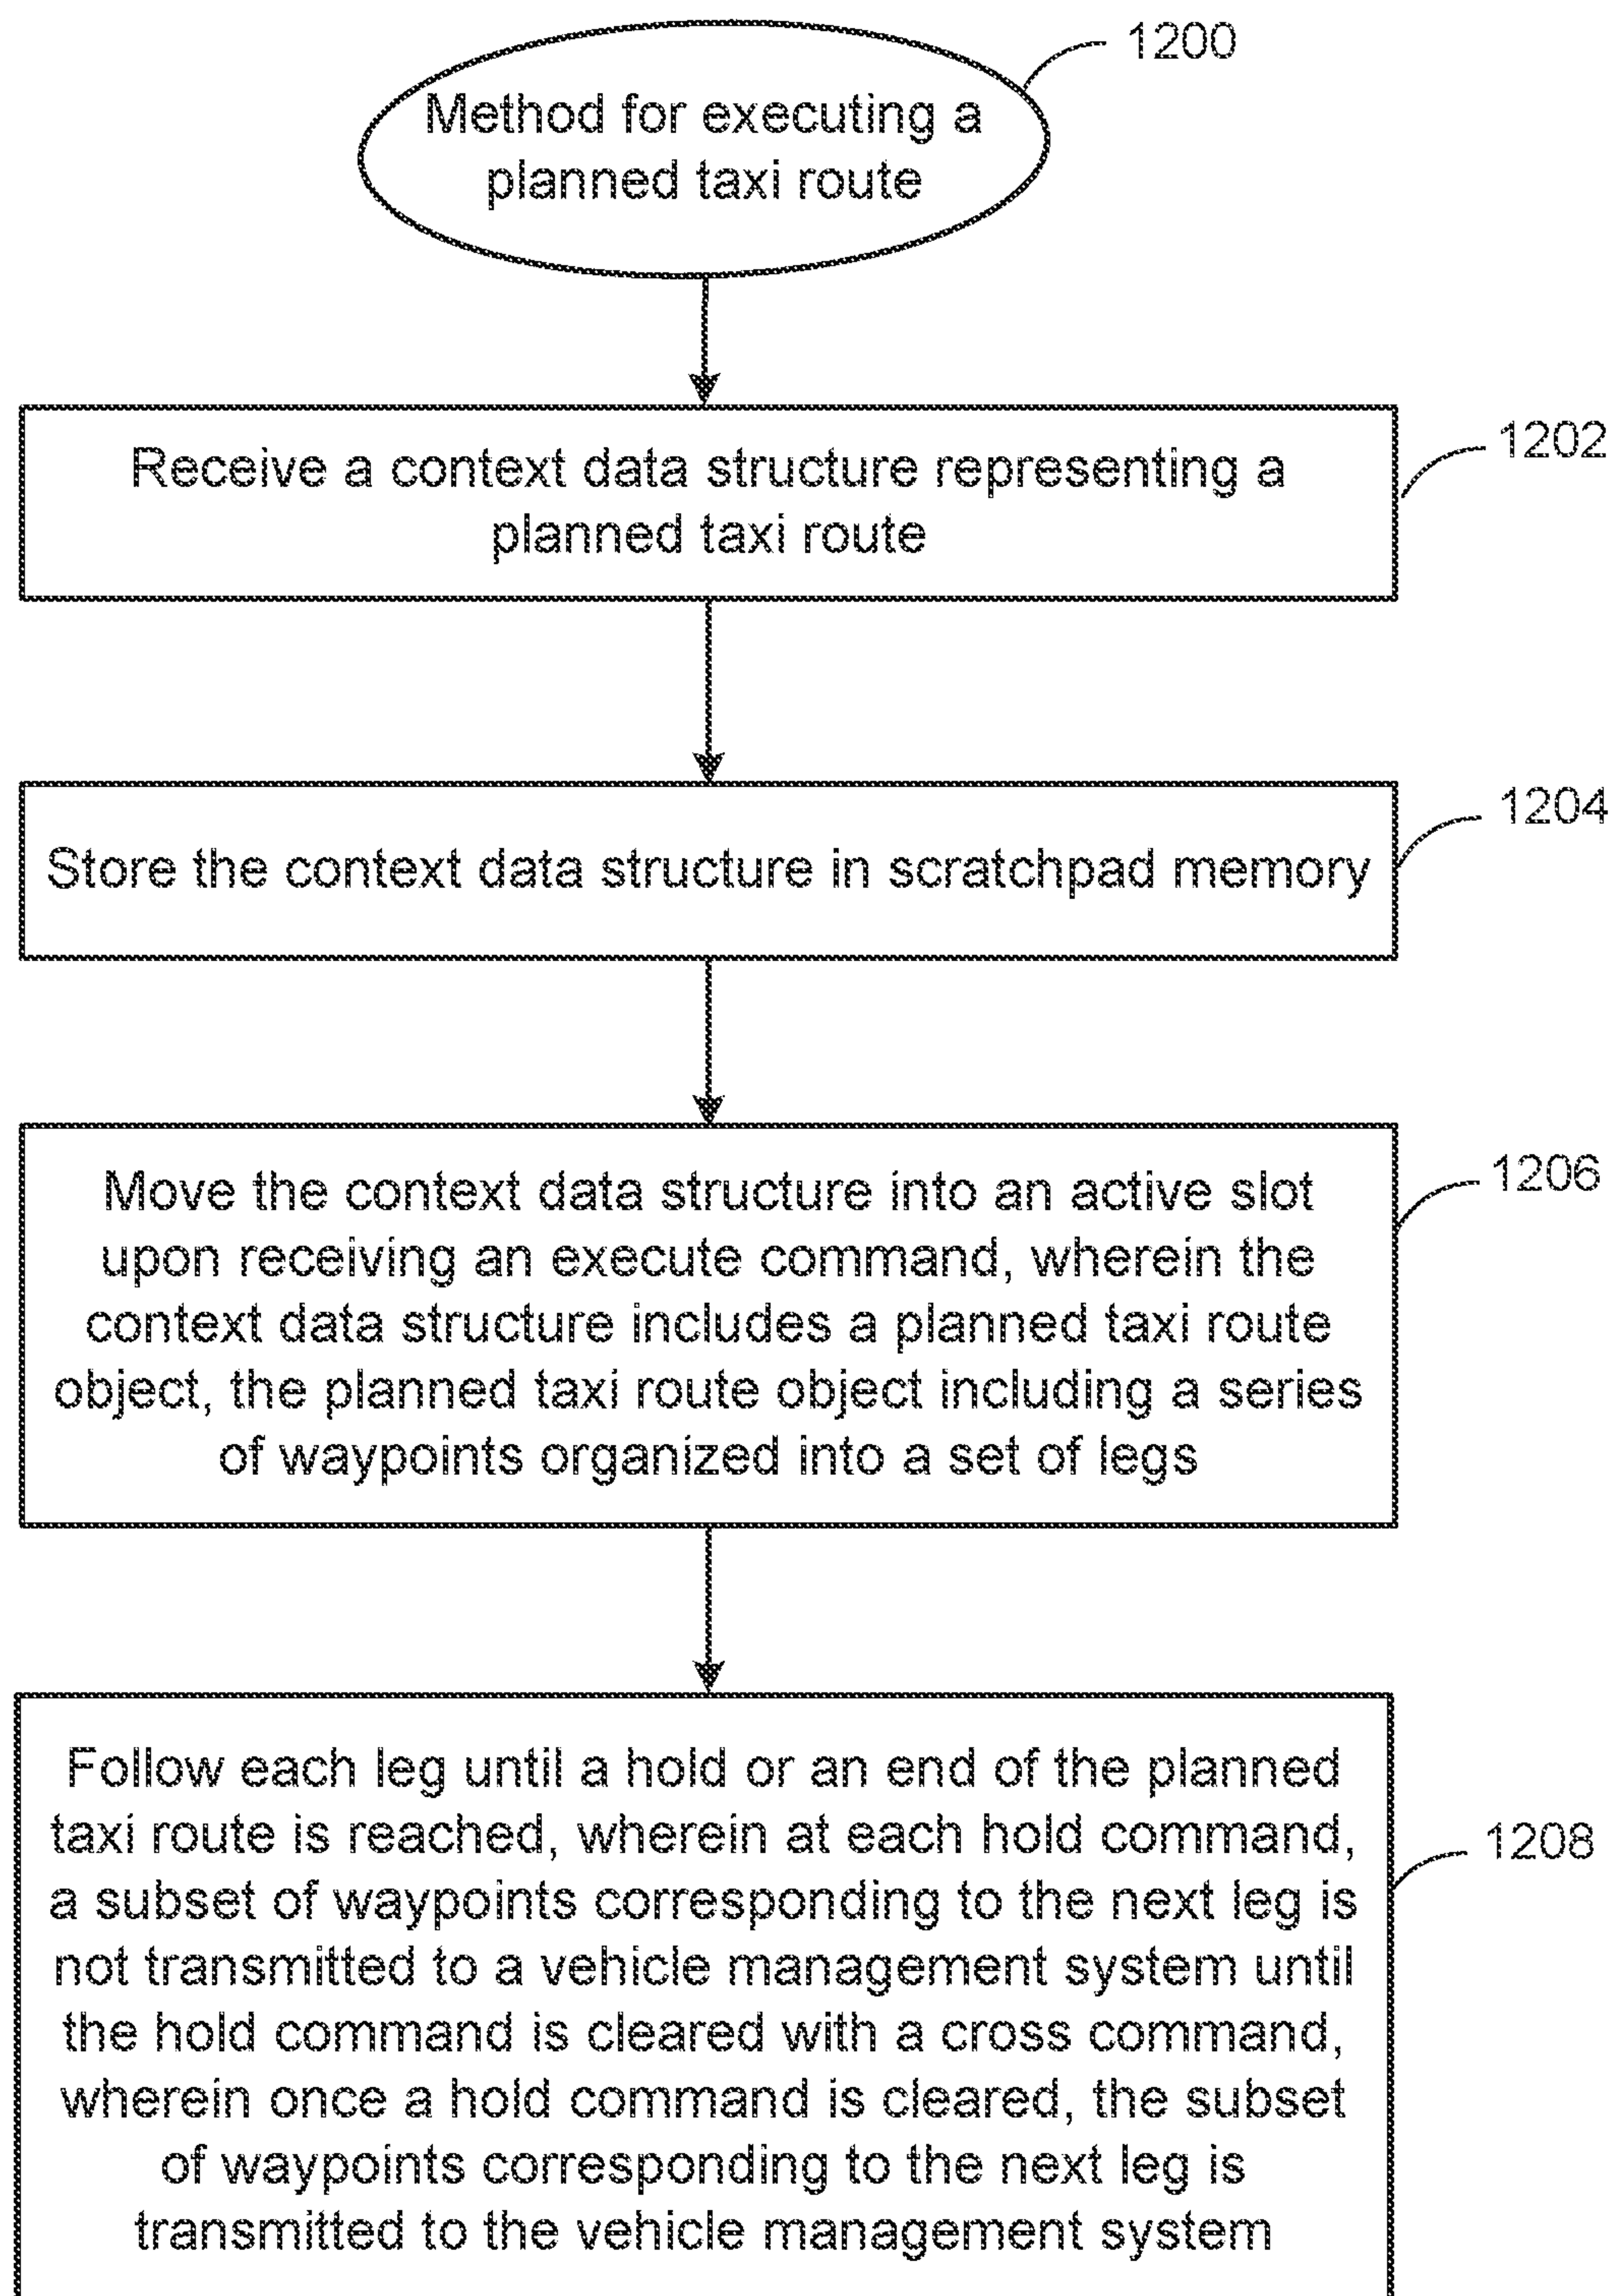 1200
Method for executing a
planned taxi route
1202
Receive a context data structure representing a
planned taxi route
1204
Store the context data structure in scratchpad memory
1206
Move the context data structure into an active slot
upon receiving an execute command, wherein the
context data structure includes a planned taxi route
object, the planned taxi route object including a series
of waypoints organized into a set of legs
1208
Follow each leg until a hold or an end of the planned
taxi route is reached, wherein at each hold command,
a subset of waypoints corresponding to the next leg is
not transmitted to a vehicle management system until
the hold command is cleared with a cross command,
wherein once a hold command is cleared, the subset
of waypoints corresponding to the next leg is
transmitted to the vehicle management system